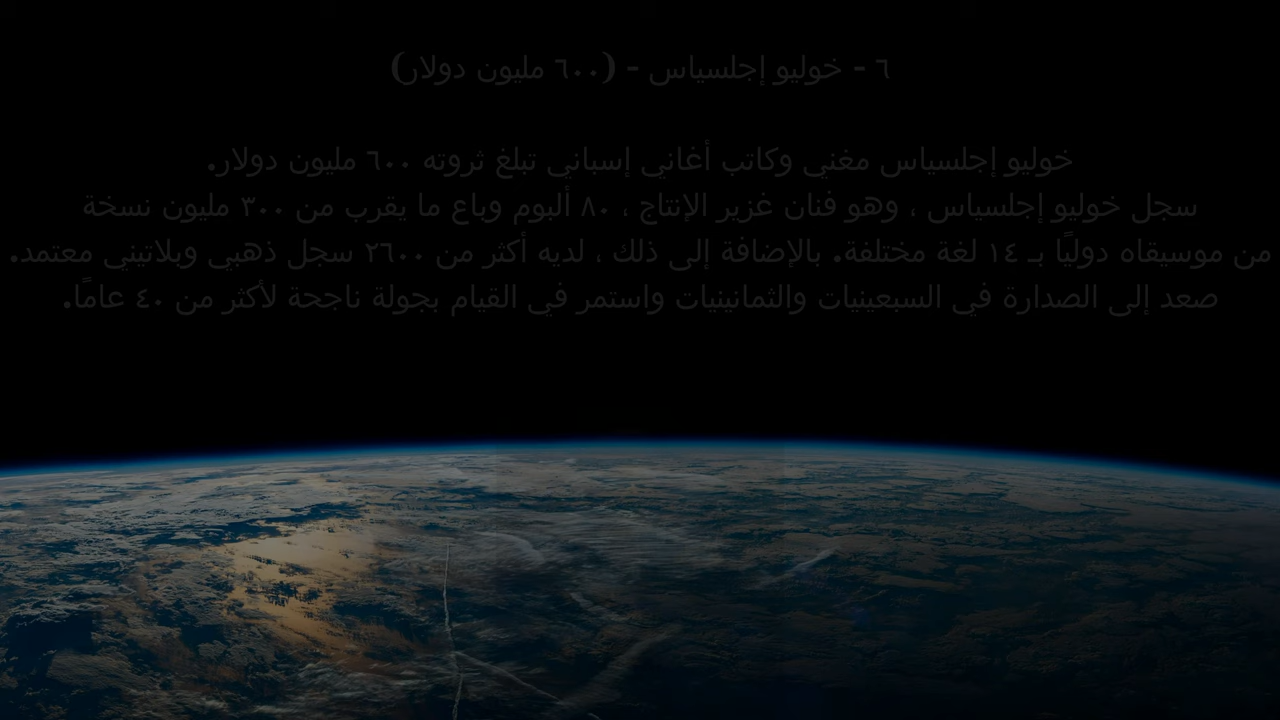 ٦ - خوليو إجلسياس - (٦٠٠ مليون دولار)
خوليو إجلسياس مغني وكاتب أغاني إسباني تبلغ ثروته ٦٠٠ مليون دولار.
سجل خوليو إجلسياس ، وهو فنان غزير الإنتاج ، ٨٠ ألبوم وباع ما يقرب من ٣٠٠ مليون نسخة
من موسيقاه دوليًا بـ ١٤ لغة مختلفة. بالإضافة إلى ذلك ، لديه أكثر من ٢٦٠٠ سجل ذهبي وبلاتيني معتمد.
صعد إلى الصدارة في السبعينيات والثمانينيات واستمر في القيام بجولة ناجحة لأكثر من ٤٠ عامًا.